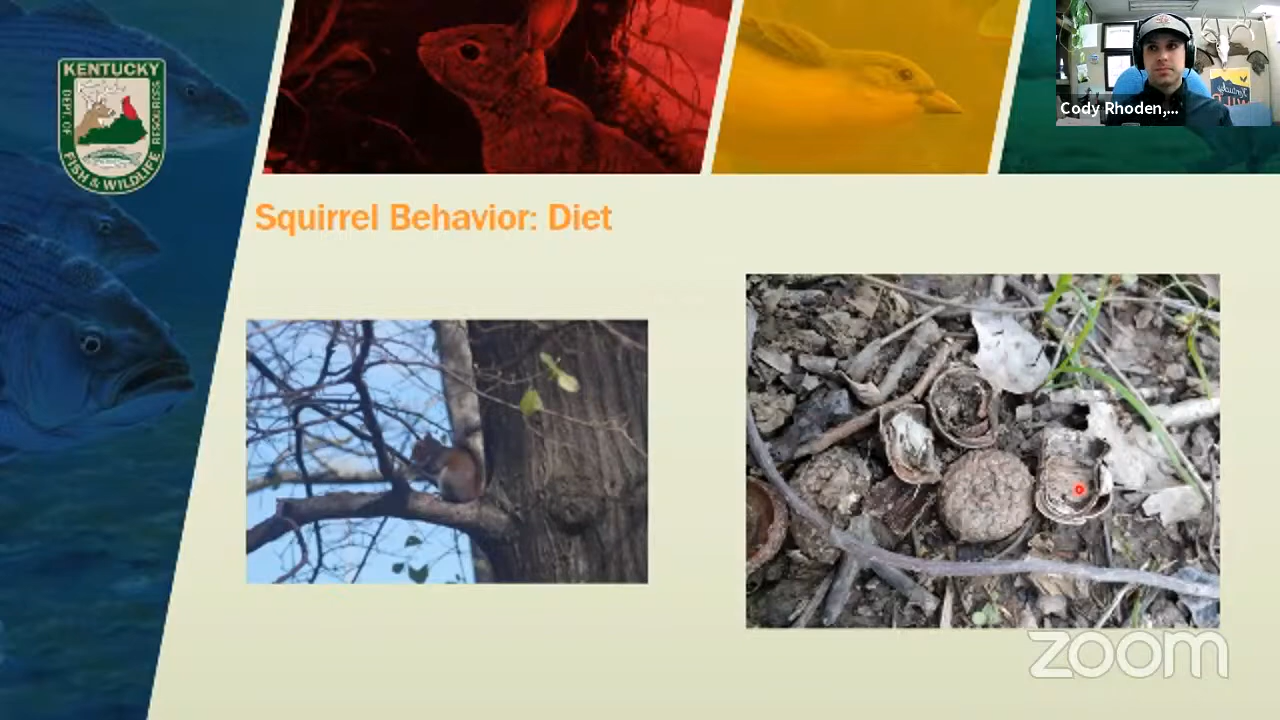 KENTUCKY
DEPT. OF
FISH & WILDLIFE
RESOURCES
Cody Rhoden,...
Squirrel Behavior: Diet
zoom